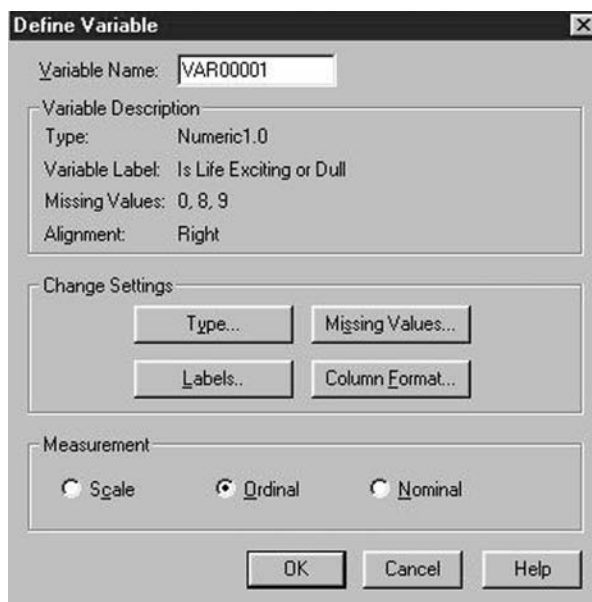 Define Variable
Variable Name: VAR00001
Variable Description
Type: Numeric1.0
Variable Label: Is Life Exciting or Dull
Missing Values: 0, 8, 9
Alignment: Right
Change Settings
Type... Missing Values...
Labels.. Column Format...
Measurement
Scale Ordinal Nominal
OK Cancel Help